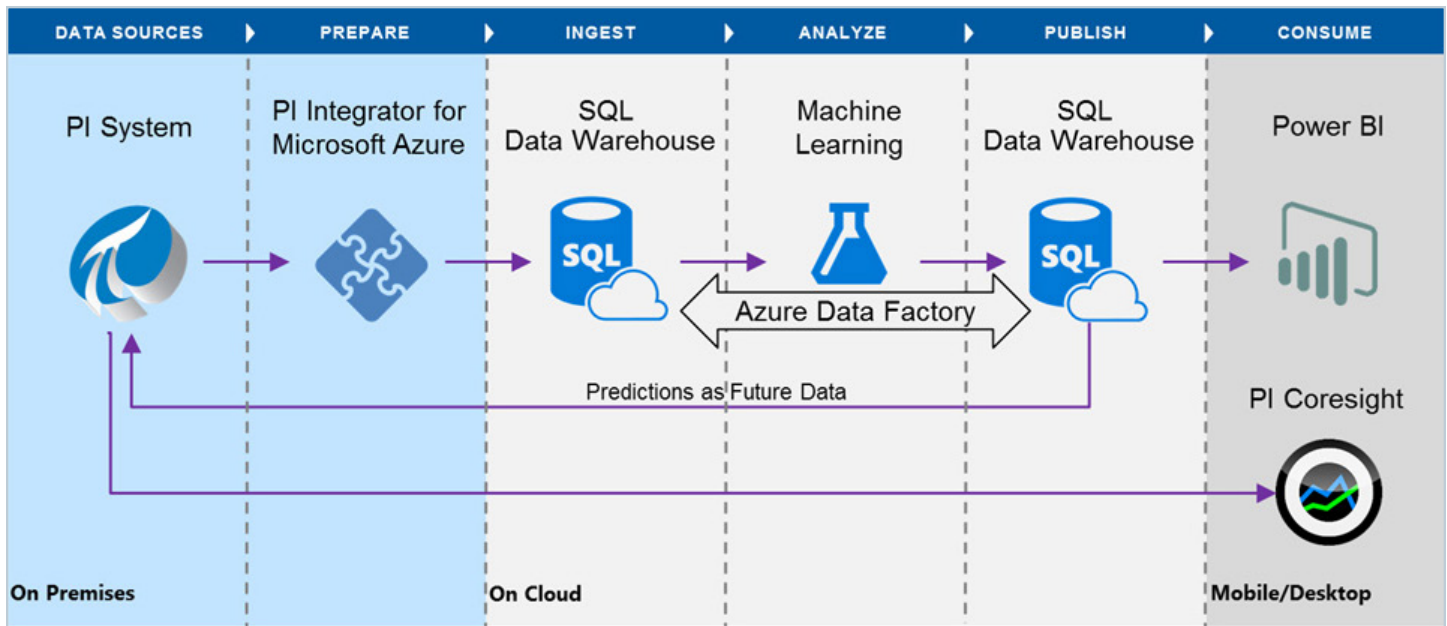 DATA SOURCES
PREPARE
INGEST
ANALYZE
PUBLISH
CONSUME
PI System
PI Integrator for
Microsoft Azure
SQL
Data Warehouse
Machine
Learning
SQL
Data Warehouse
Power BI
SQL
SQL
Azure Data Factory
Predictions as Future Data
PI Coresight
On Premises
On Cloud
Mobile/Desktop